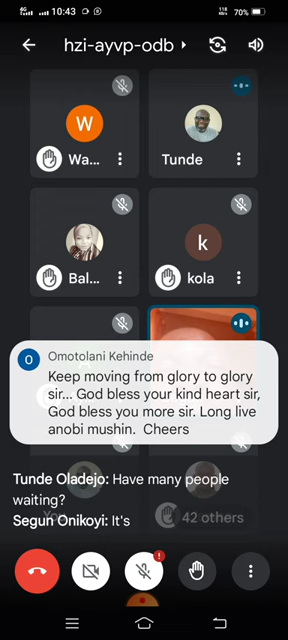 10:43
70%
hzi-ayvp-odb
W
Wa...
Tunde
Bal...
k
kola
O
Omotolani Kehinde
Keep moving from glory to glory
sir... God bless your kind heart sir,
God bless you more sir. Long live
anobi mushin. Cheers
Tunde Oladejo: Have many people
waiting?
Segun Onikoyi: It's
42 others